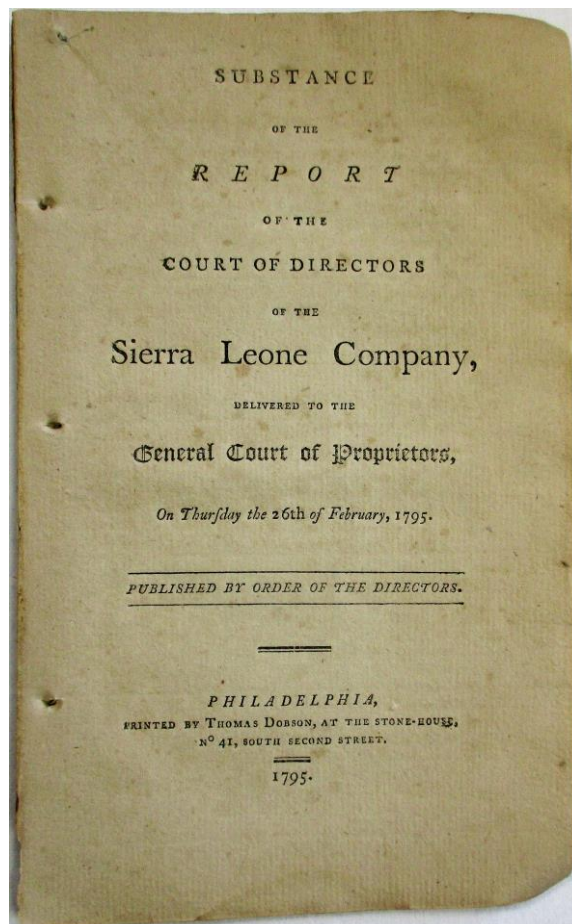 SUBSTANCE
OF THE
REPORT
OF THE
COURT OF DIRECTORS
OF THE
Sierra Leone Company,
DELIVERED TO THE
General Court of Proprietors,
On Thurſday the 26th of February, 1795.
PUBLISHED BY ORDER OF THE DIRECTORS.
PHILADELPHIA,
PRINTED BY THOMAS DOBSON, AT THE STONE-HOUSE,
Nº 41, SOUTH SECOND STREET.
1795.